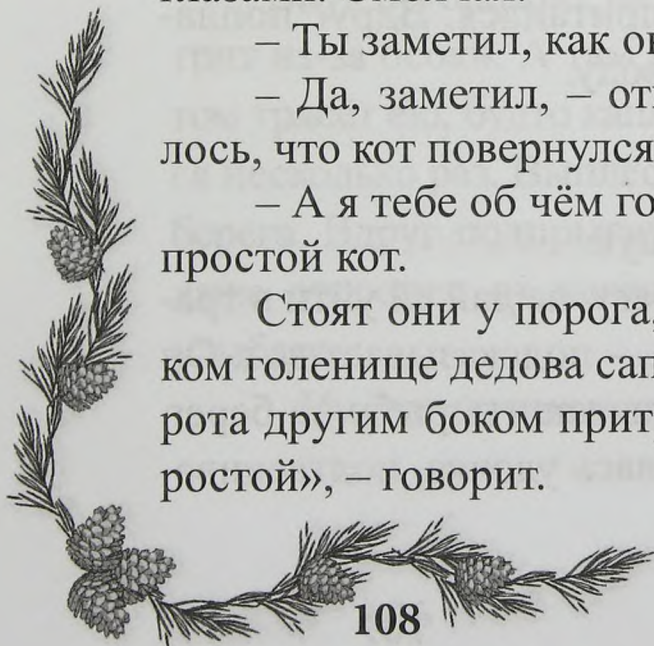 – Ты заметил, как он
– Да, заметил, – от
лось, что кот повернулся
– А я тебе об чём го
простой кот.
Стоят они у порога,
ком голенище дедова сап
рота другим боком прит
ростой», – говорит.
108